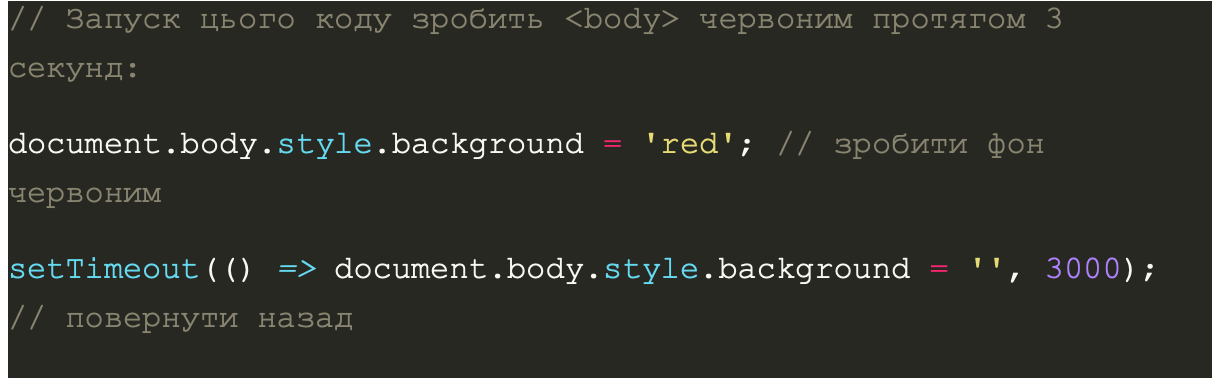 // Запуск цього коду зробить <body> червоним протягом 3
секунд:
document.body.style.background = 'red'; // зробити фон
червоним
setTimeout(() => document.body.style.background = '', 3000);
// повернути назад